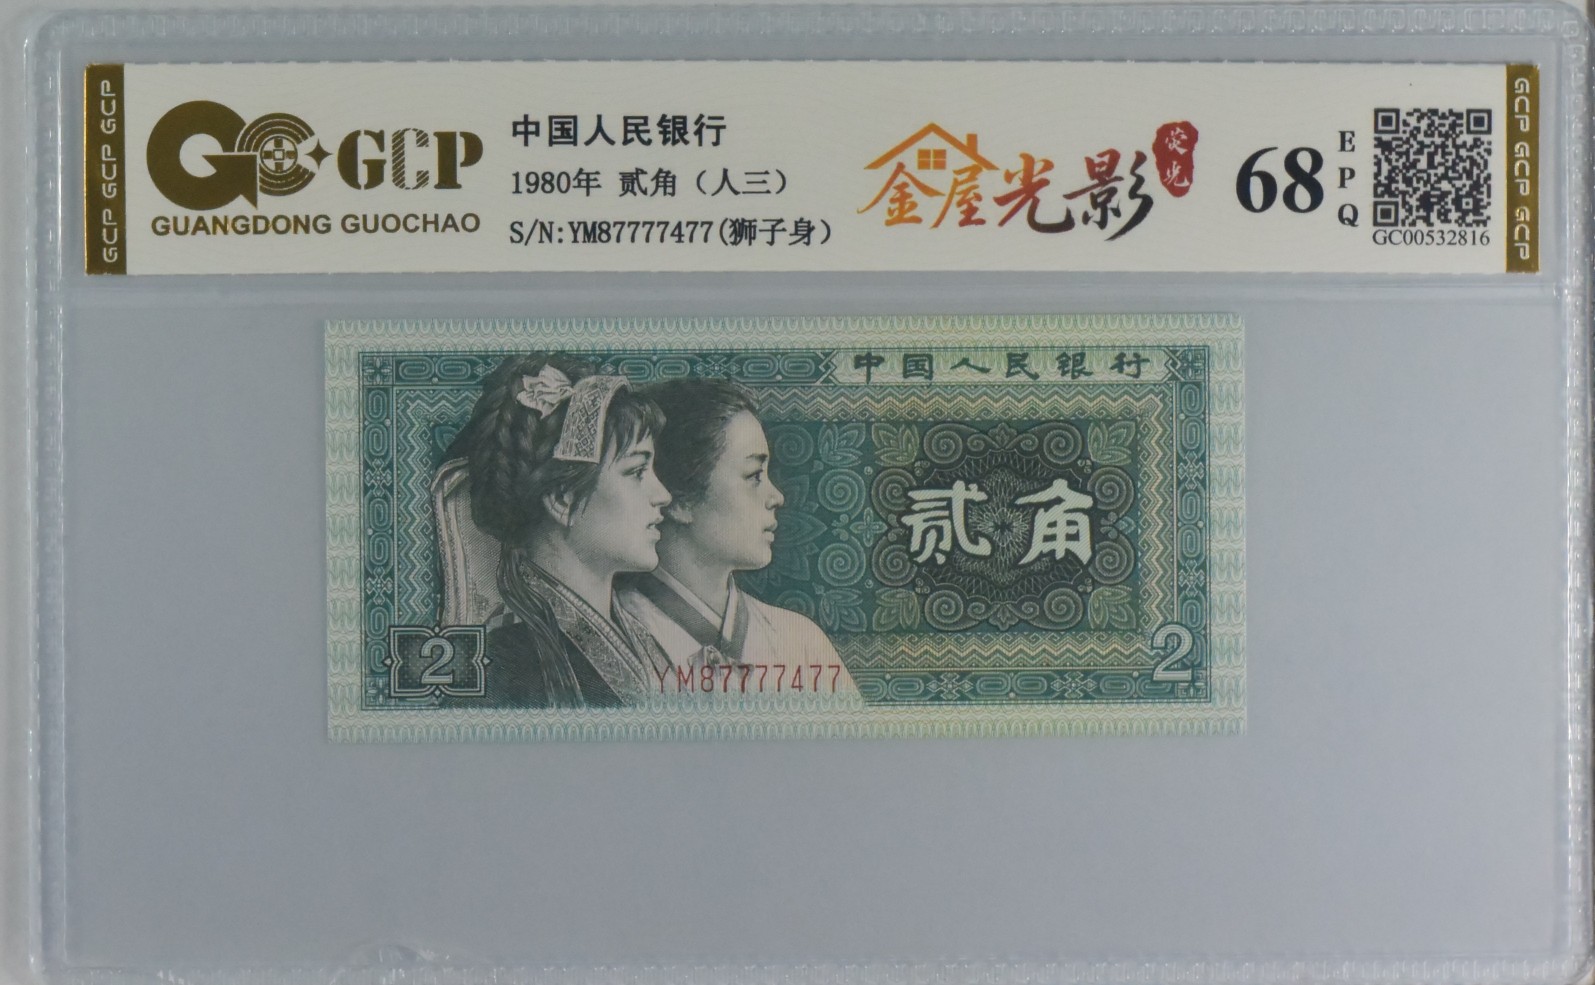 GCP GCP GCP
GCP
GUANGDONG GUOCHAO
中国人民银行
1980年 贰角（人三）
S/N:YM87777477(狮子身）
金屋光影
荧光
68
EPQ
GC00532816
GCP GCP GCP
中国人民银行
贰角
2
YM87777477
2